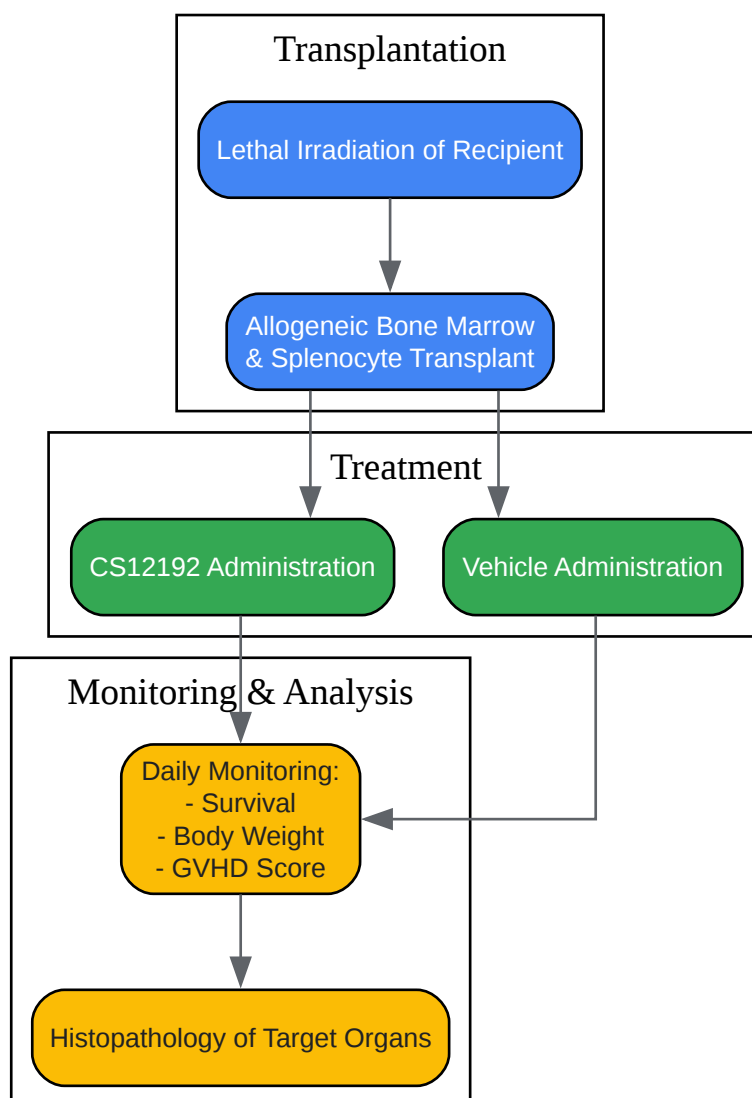 Transplantation
Lethal Irradiation of Recipient
Allogeneic Bone Marrow
& Splenocyte Transplant
Treatment
CS12192 Administration
Vehicle Administration
Monitoring & Analysis
Daily Monitoring:
- Survival
- Body Weight
- GVHD Score
Histopathology of Target Organs